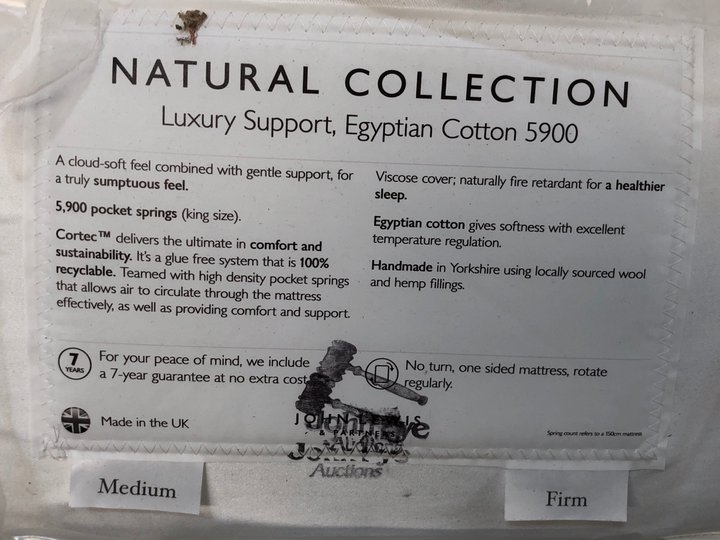 NATURAL COLLECTION
Luxury Support, Egyptian Cotton 5900
A cloud-soft feel combined with gentle support, for
a truly sumptuous feel.
5,900 pocket springs (king size).
Cortec™ delivers the ultimate in comfort and
sustainability. It's a glue free system that is 100%
recyclable. Teamed with high density pocket springs
that allows air to circulate through the mattress
effectively, as well as providing comfort and support.
Viscose cover; naturally fire retardant for a healthier
sleep.
Egyptian cotton gives softness with excellent
temperature regulation.
Handmade in Yorkshire using locally sourced wool
and hemp fillings.
7
YEARS
For your peace of mind, we include
a 7-year guarantee at no extra cost
No turn, one sided mattress, rotate
regularly.
Made in the UK
JOHN
& PARTNERS
Auctions
Spring count refers to a 150cm mattress
Medium
Firm